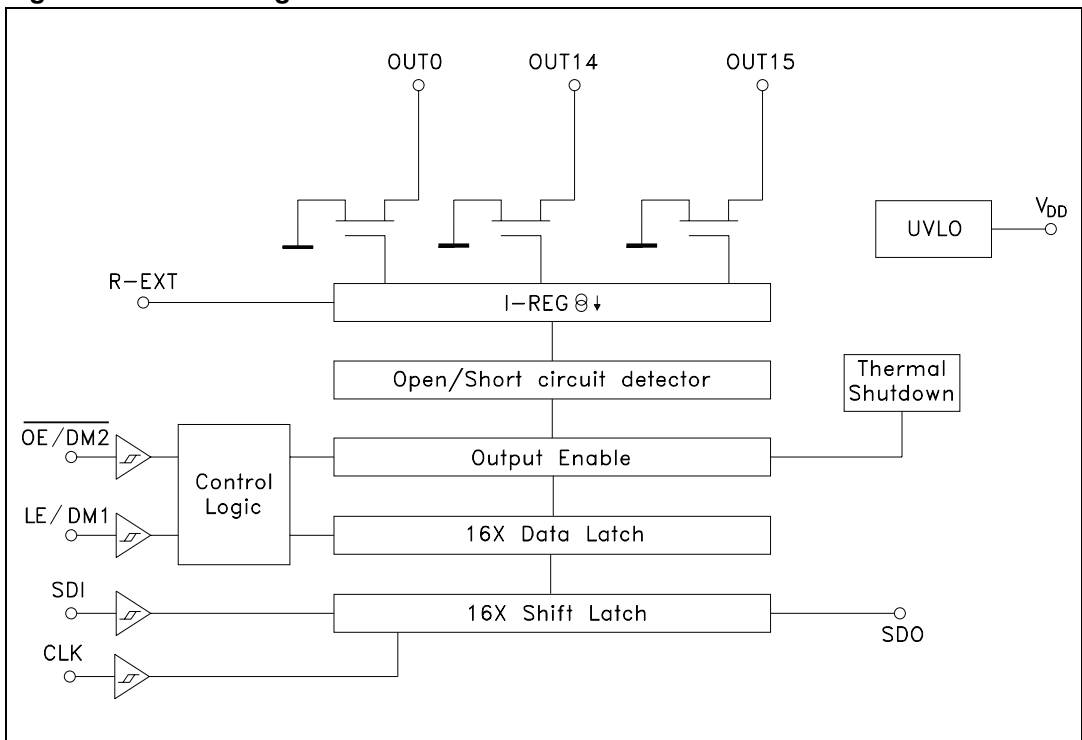 OUT0 OUT14 OUT15
UVLO
VDD
R-EXT
I-REG
Open/Short circuit detector
Thermal
Shutdown
OE/DM2
Control
Logic
Output Enable
LE/DM1
16X Data Latch
SDI
16X Shift Latch
SDO
CLK